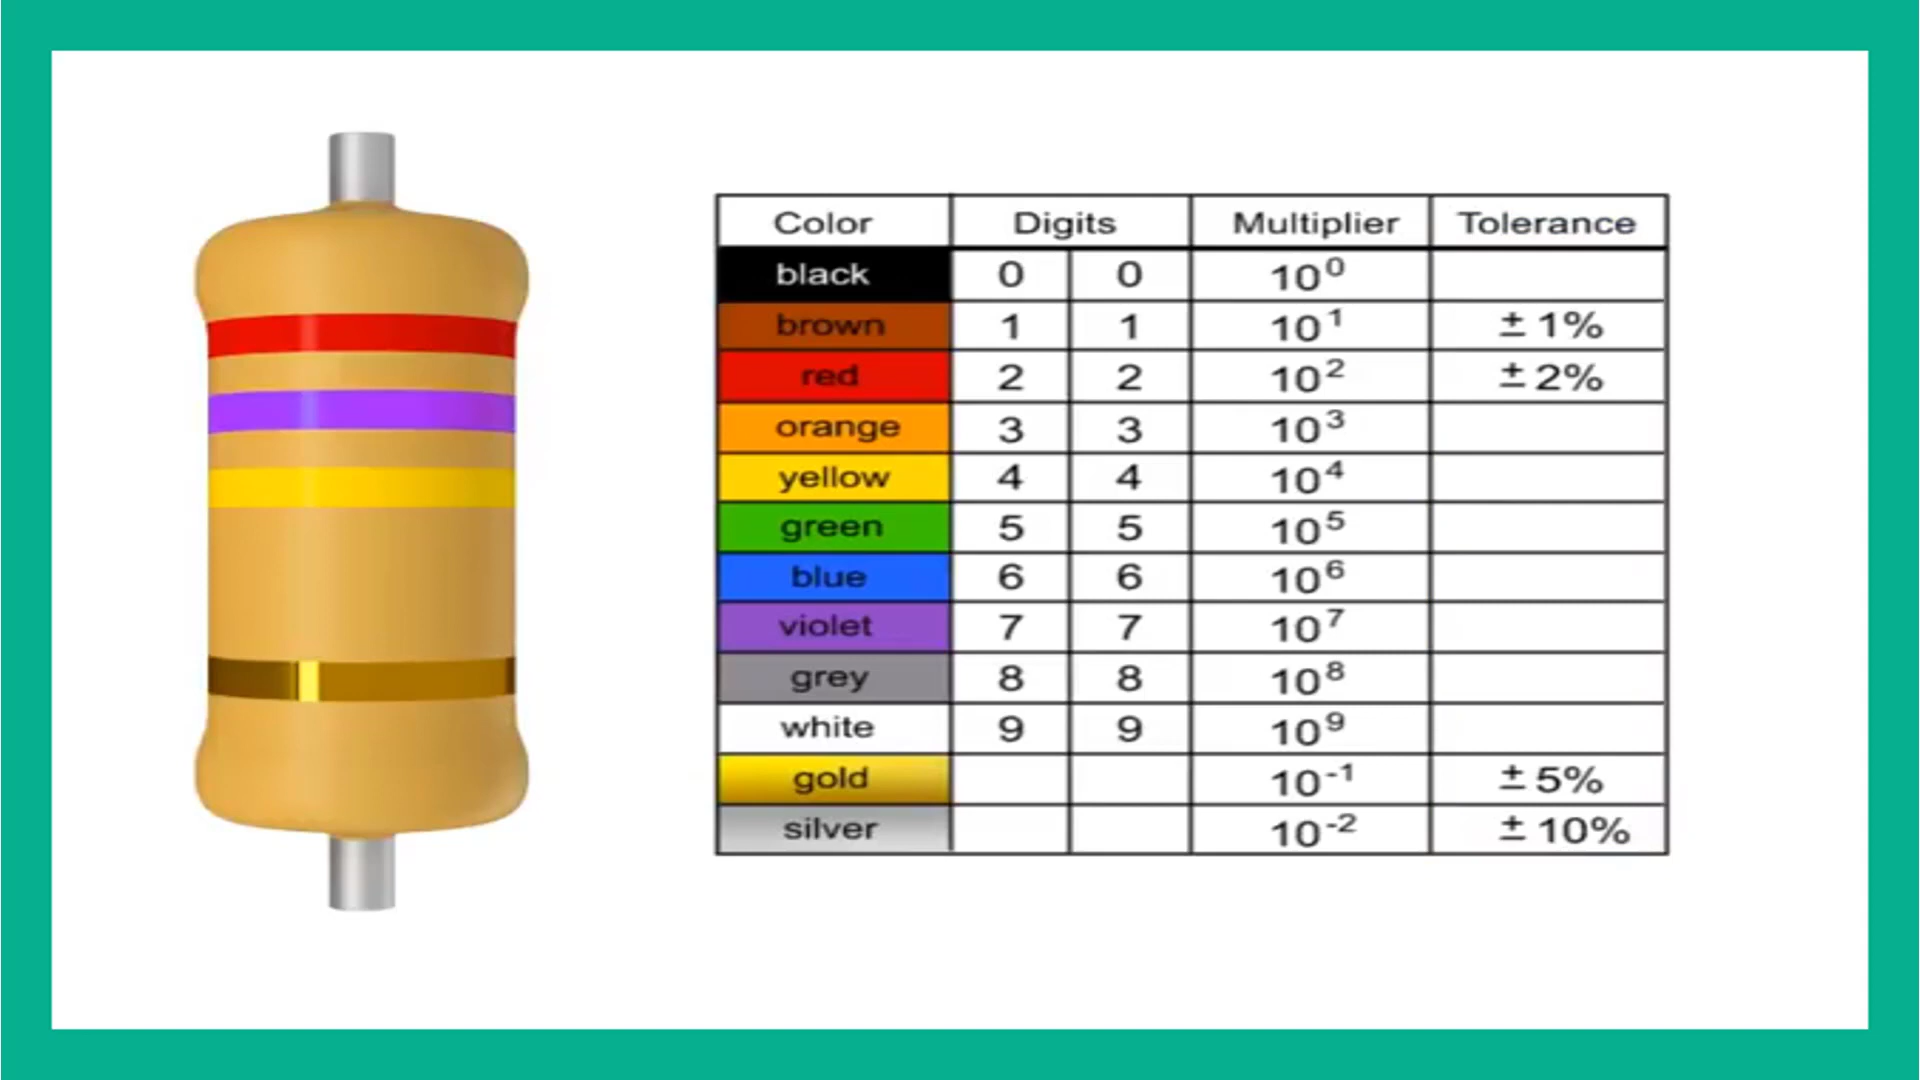 Color Digits Multiplier Tolerance
black 0 0 10⁰
brown 1 1 10¹ ± 1%
red 2 2 10² ± 2%
orange 3 3 10³
yellow 4 4 10⁴
green 5 5 10⁵
blue 6 6 10⁶
violet 7 7 10⁷
grey 8 8 10⁸
white 9 9 10⁹
gold 10⁻¹ ± 5%
silver 10⁻² ± 10%